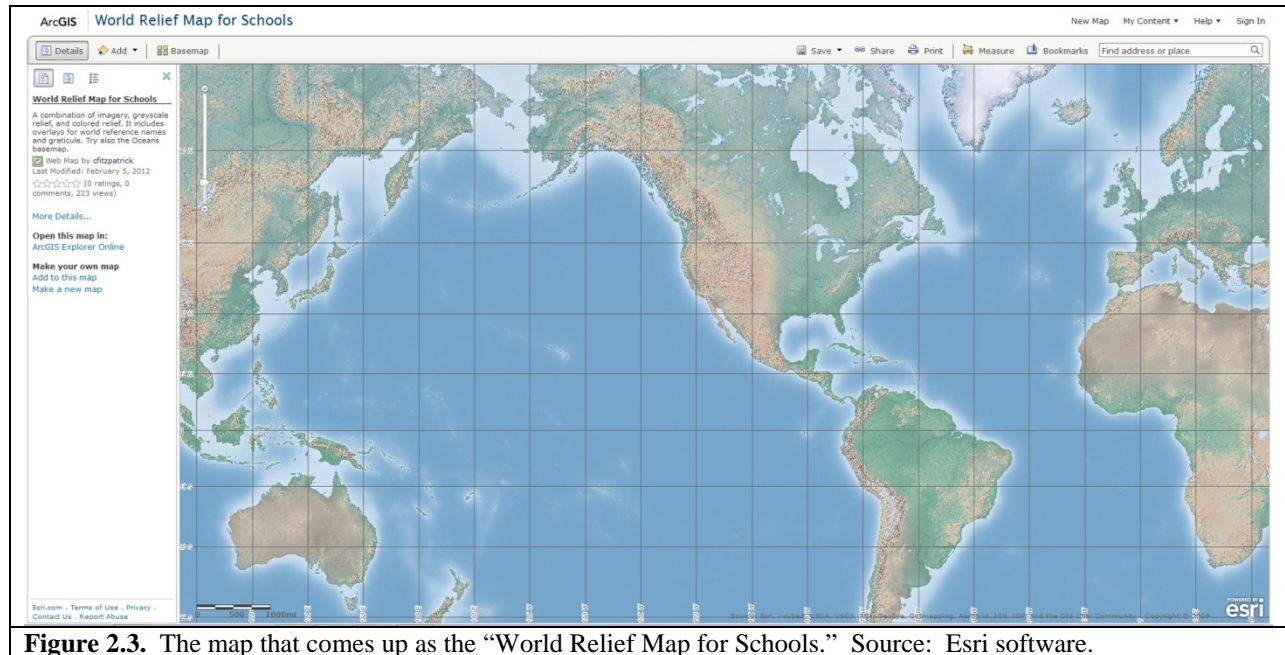 ArcGIS World Relief Map for Schools
New Map My Content ▾ Help ▾ Sign In
Details Add ▾ Basemap
Save ▾ Share Print Measure Bookmarks Find address or place
World Relief Map for Schools
A combination of imagery, greyscale
relief, and colored relief. It includes
overlays for world reference names
and graticule. Try also the Oceans
basemap.
Web Map by cfitzpatrick
Last Modified: February 5, 2012
(0 ratings, 0
comments, 223 views)
More Details...
Open this map in:
ArcGIS Explorer Online
Make your own map
Add to this map
Make a new map
Esri.com . Terms of Use . Privacy .
Contact Us . Report Abuse
0 500 1000mi
POWERED BY
esri
Figure 2.3. The map that comes up as the “World Relief Map for Schools.” Source: Esri software.